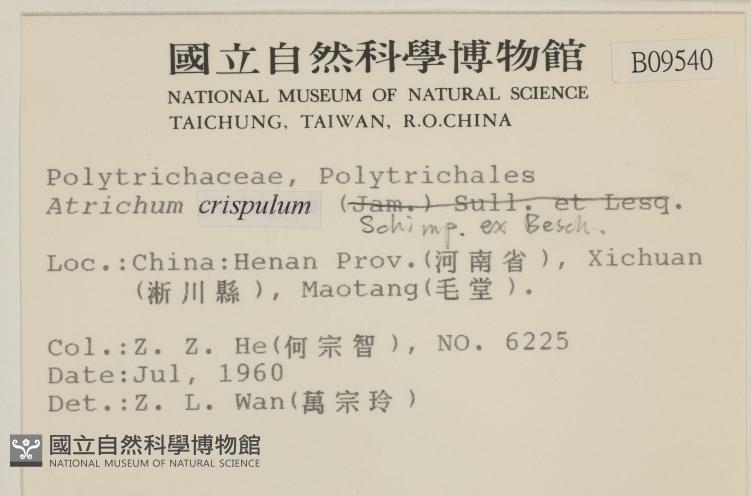 國立自然科學博物館
B09540
NATIONAL MUSEUM OF NATURAL SCIENCE
TAICHUNG, TAIWAN, R.O.CHINA
Polytrichaceae, Polytrichales
Atrichum crispulum (Jam.) Sull. et Lesq.
Schimp. ex Besch.
Loc.:China:Henan Prov.(河南省), Xichuan
(淅川縣), Maotang(毛堂).
Col.:Z. Z. He(何宗智), NO. 6225
Date:Jul, 1960
Det.:Z. L. Wan(萬宗玲)
國立自然科學博物館
NATIONAL MUSEUM OF NATURAL SCIENCE